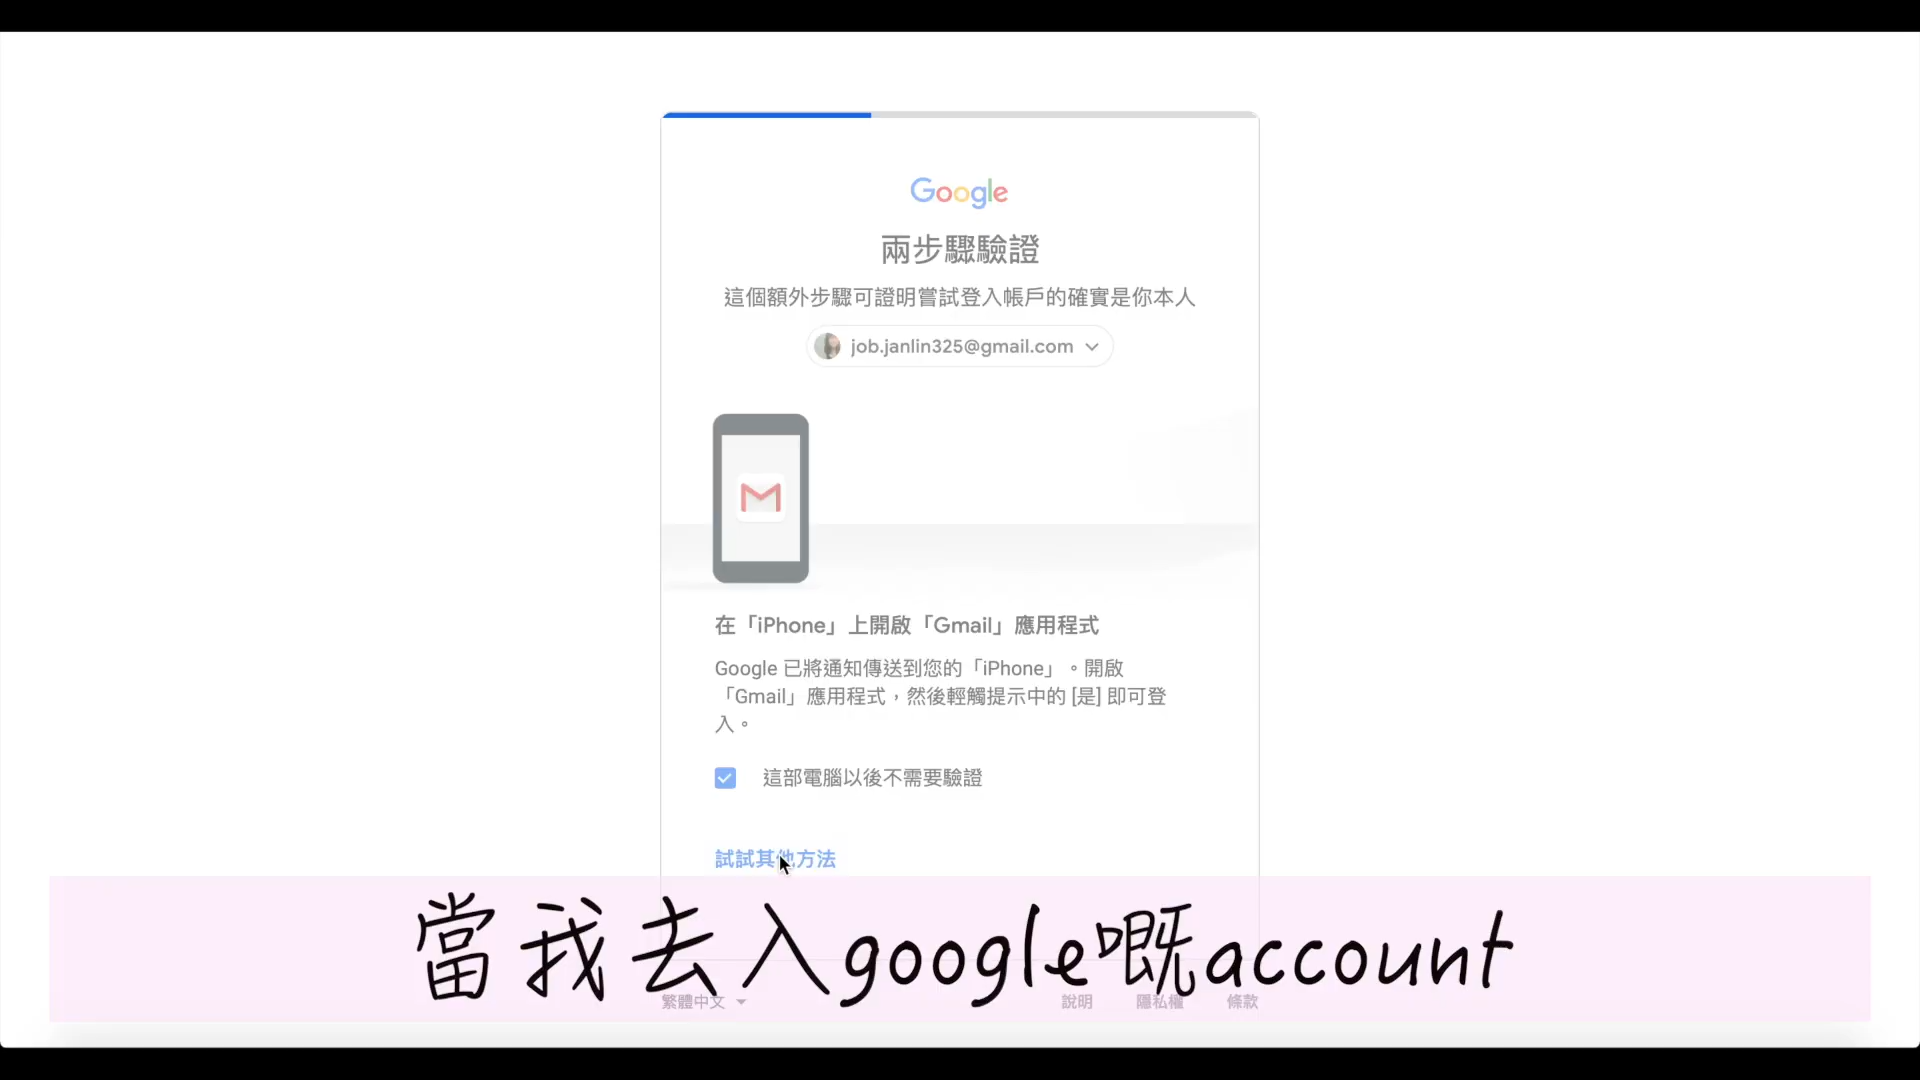 Google
兩步驟驗證
這個額外步驟可證明嘗試登入帳戶的確實是你本人
job.janlin325@gmail.com
在「iPhone」上開啟「Gmail」應用程式
Google 已將通知傳送到您的「iPhone」。開啟
「Gmail」應用程式，然後輕觸提示中的 [是] 即可登
入。
這部電腦以後不需要驗證
試試其他方法
當我去入google嘅account
繁體中文
說明 隱私權 條款